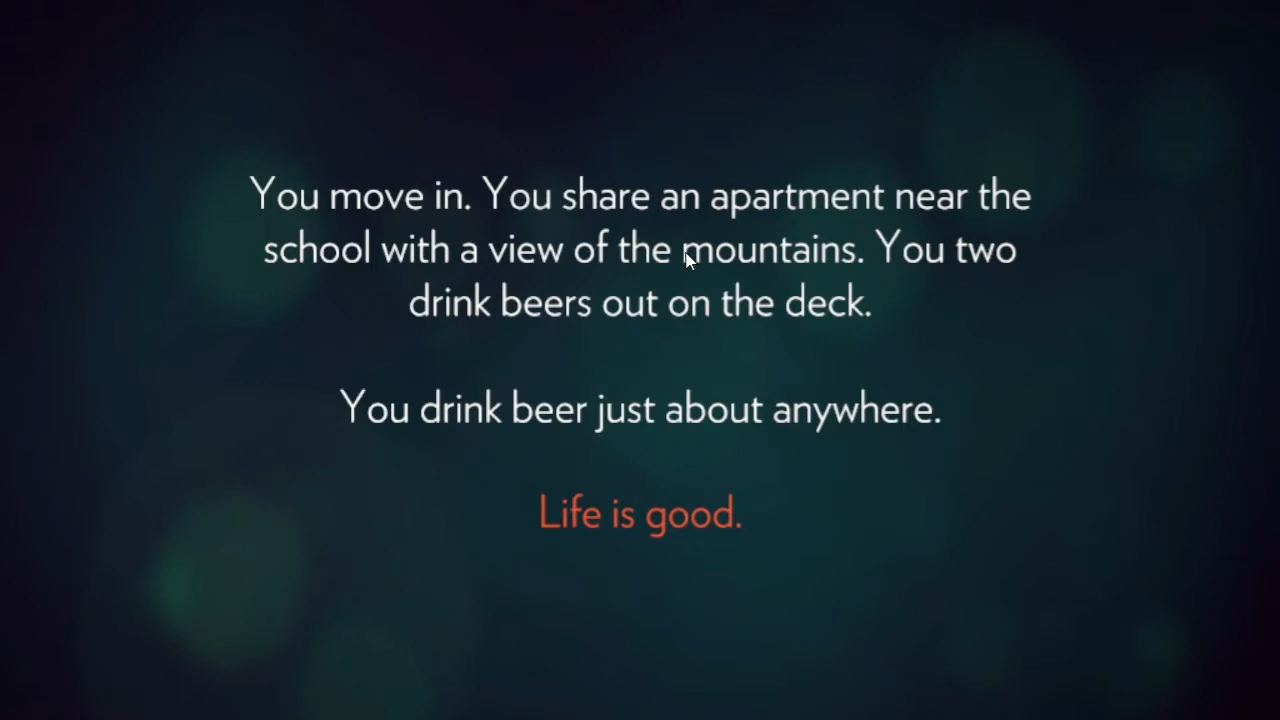 You move in. You share an apartment near the
school with a view of the mountains. You two
drink beers out on the deck.
You drink beer just about anywhere.
Life is good.